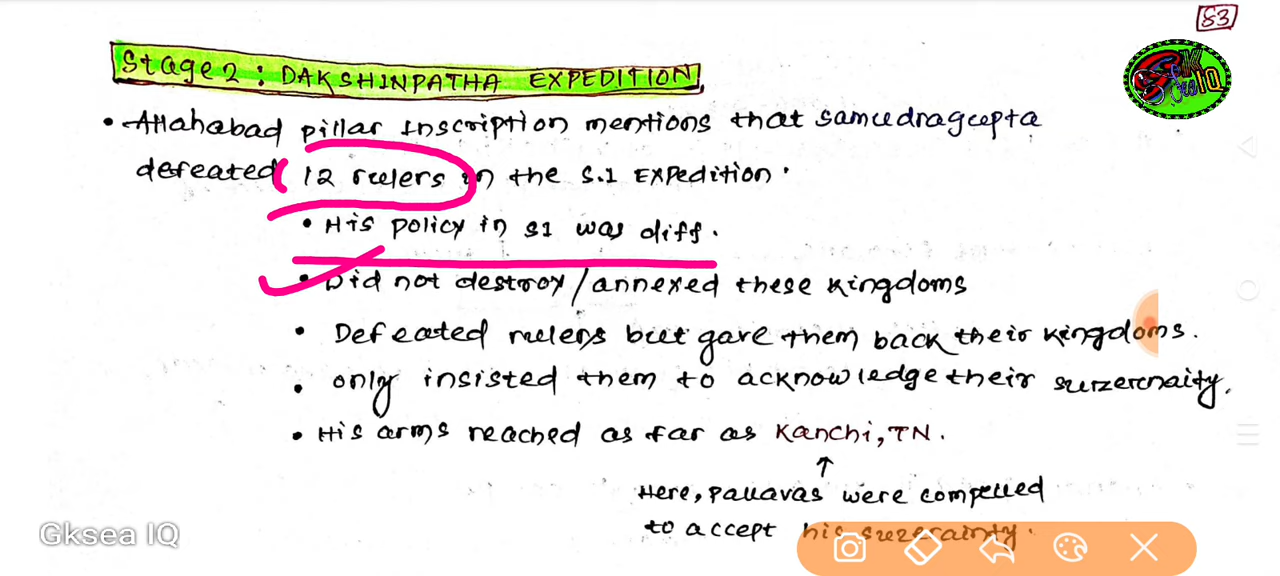 83
Stage 2 : DAKSHINPATHA EXPEDITION
• Allahabad pillar Inscription mentions that samudragupta
defeated 12 rulers in the S.I EXPedition.
• His policy in SI was diff.
• Did not destroy/annexed these kingdoms
• Defeated rulers but gave them back their kingdoms.
• only insisted them to acknowledge their surzernaity.
• His arms reached as far as Kanchi, TN.
↑
Here, pallavas were compelled
to accept his suzerainty.
Gksea IQ